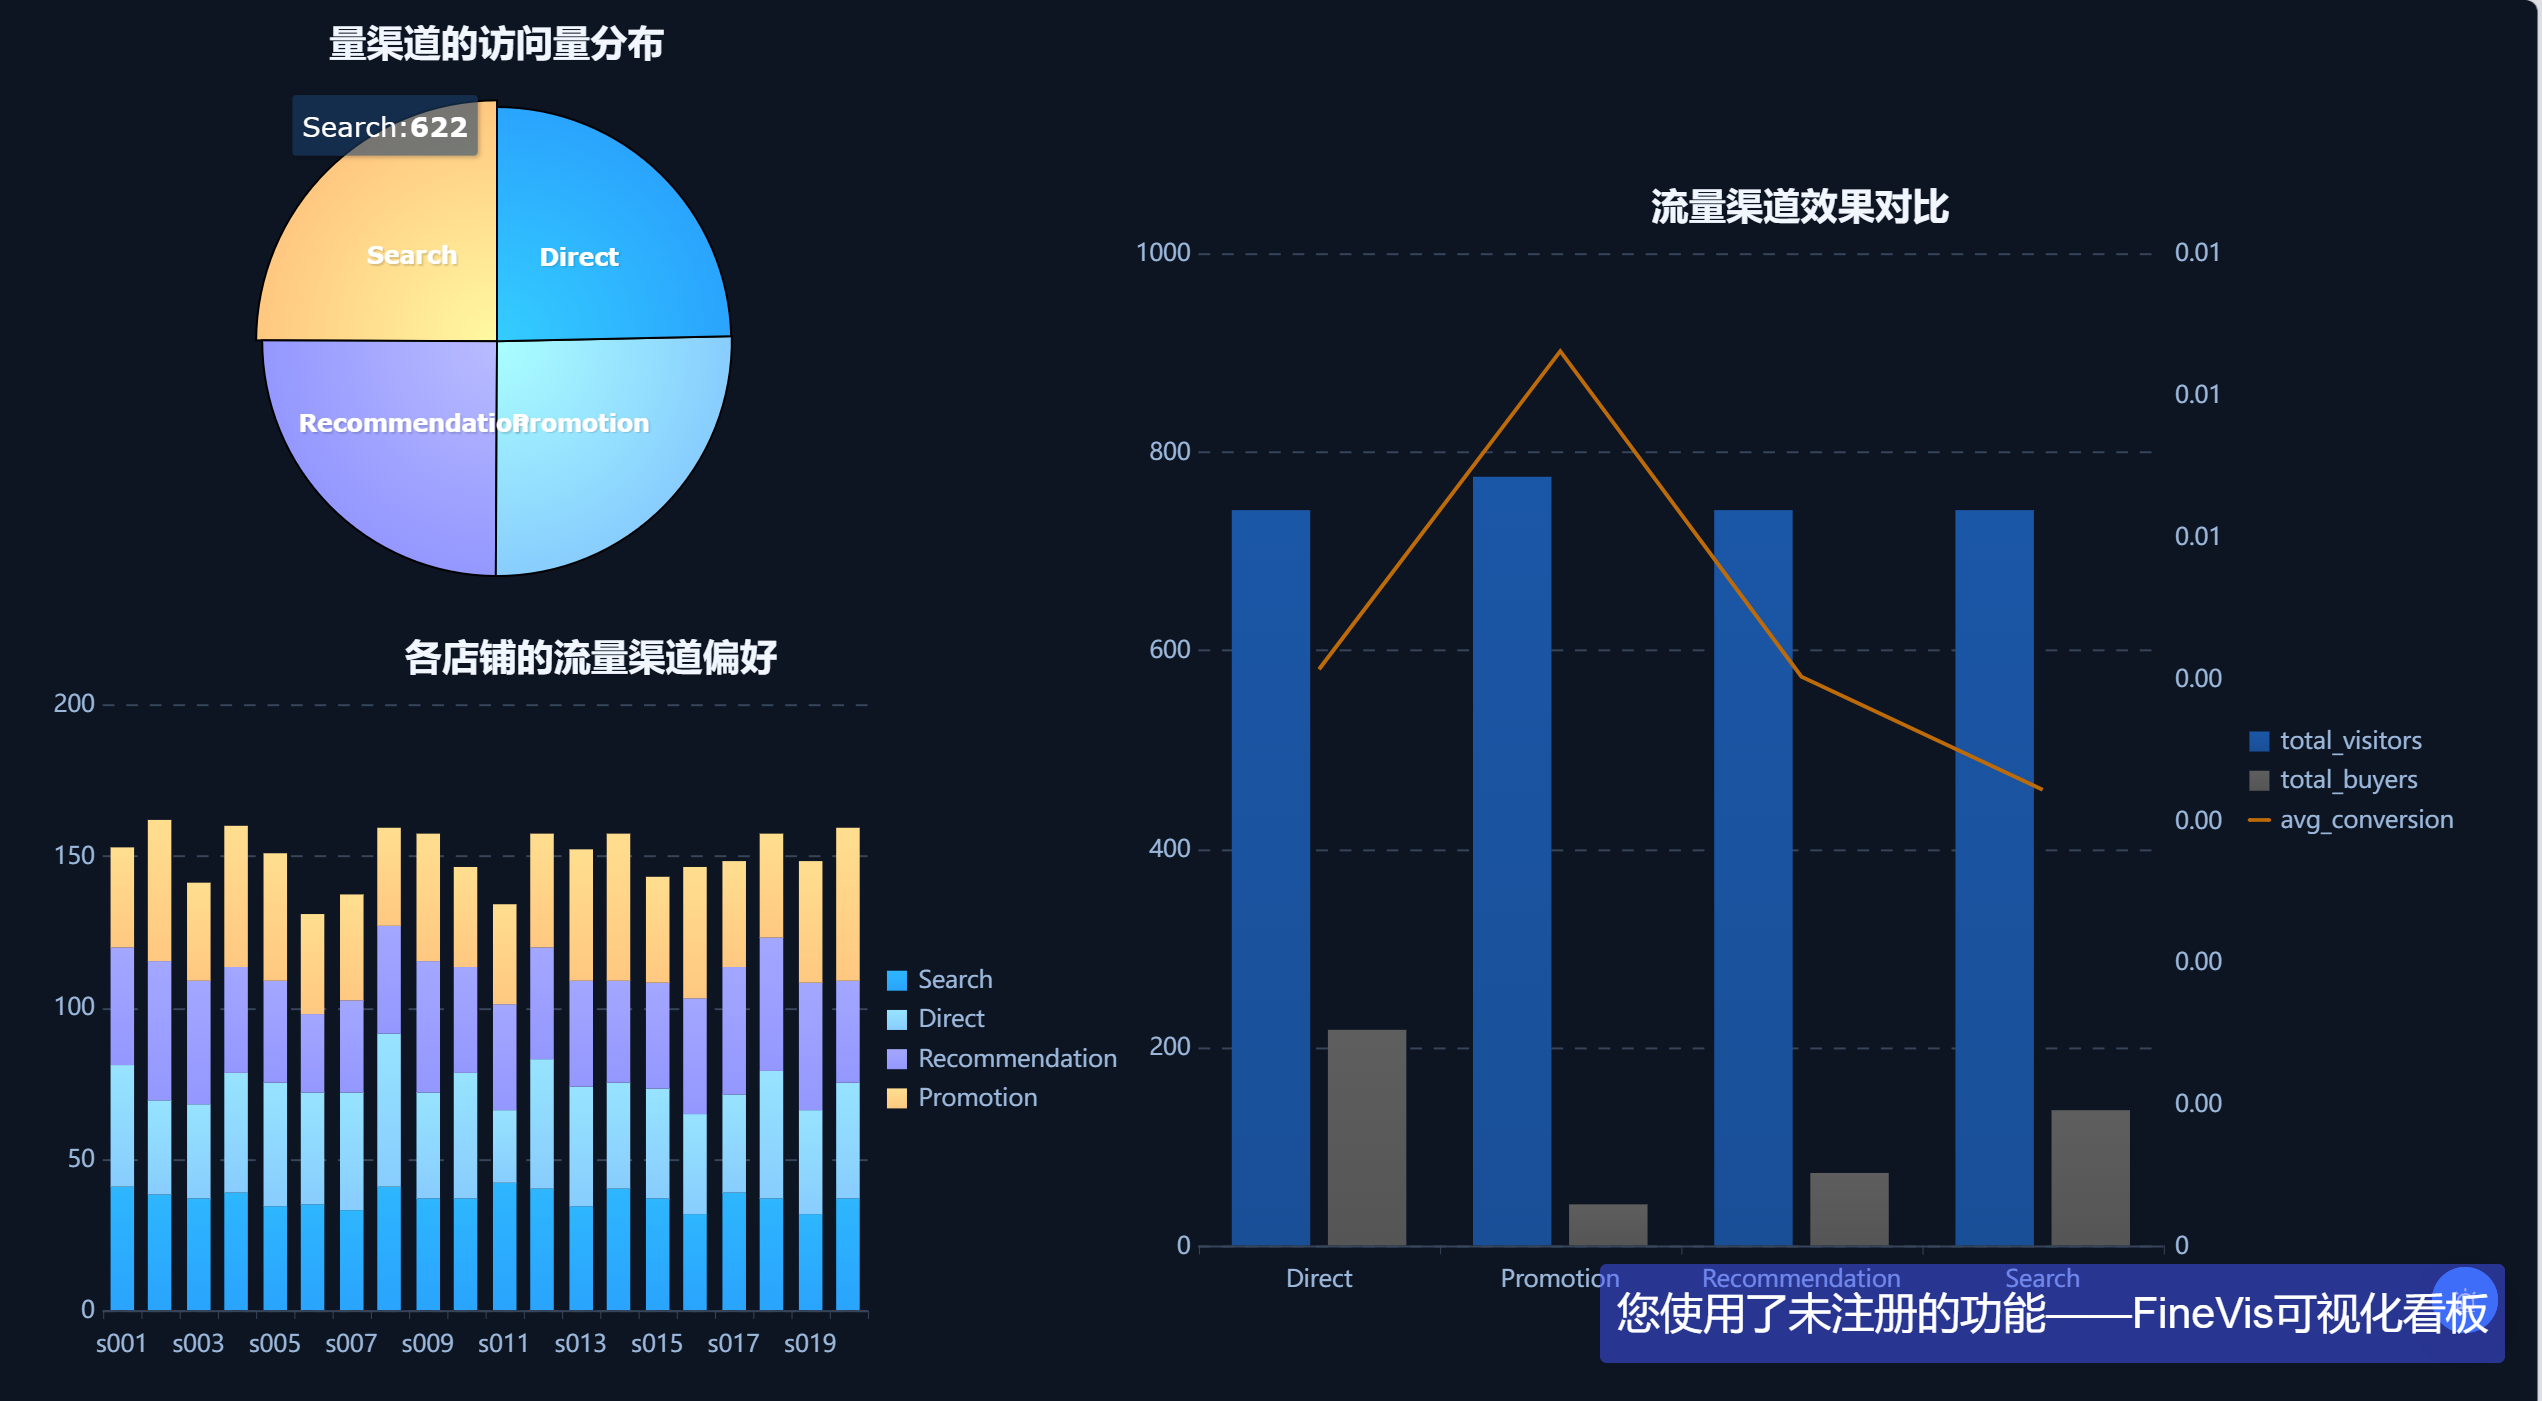 量渠道的访问量分布
Search:622
Search
Direct
Recommendation
Promotion
各店铺的流量渠道偏好
200
150
100
50
0
s001 s003 s005 s007 s009 s011 s013 s015 s017 s019
Search
Direct
Recommendation
Promotion
流量渠道效果对比
1000
800
600
400
200
0
0.01
0.01
0.01
0.00
0.00
0.00
0.00
0
Direct Promotion Recommendation Search
total_visitors
total_buyers
avg_conversion
您使用了未注册的功能——FineVis可视化看板